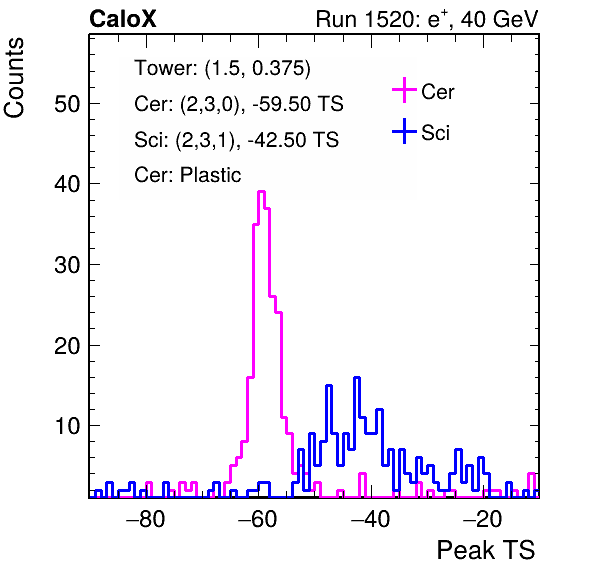 CaloX Run 1520: e⁺, 40 GeV
Counts
Tower: (1.5, 0.375)
Cer: (2,3,0), -59.50 TS
Sci: (2,3,1), -42.50 TS
Cer: Plastic
Cer
Sci
50
40
30
20
10
−80 −60 −40 −20
Peak TS